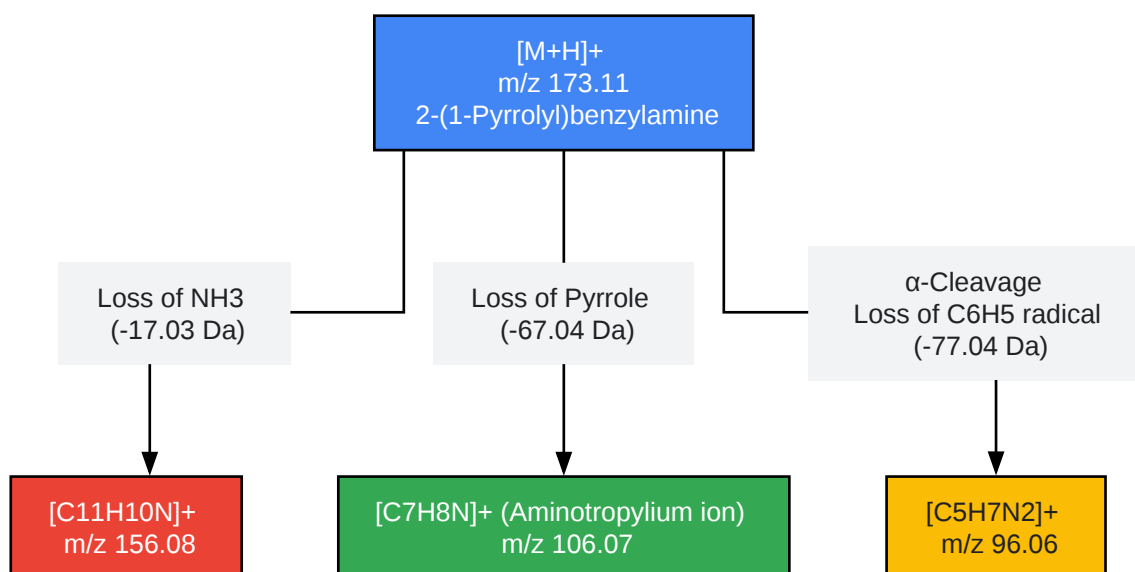 [M+H]+
m/z 173.11
2-(1-Pyrrolyl)benzylamine
Loss of NH3
(-17.03 Da)
Loss of Pyrrole
(-67.04 Da)
α-Cleavage
Loss of C6H5 radical
(-77.04 Da)
[C11H10N]+
m/z 156.08
[C7H8N]+ (Aminotropylium ion)
m/z 106.07
[C5H7N2]+
m/z 96.06